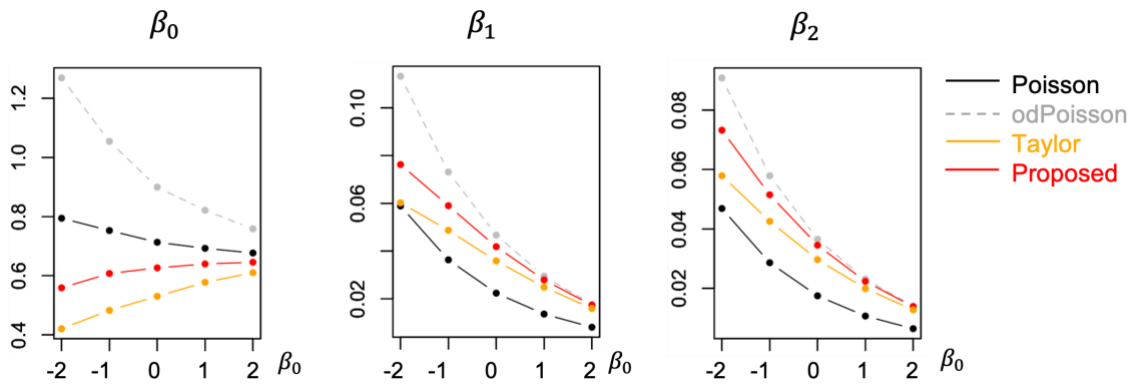 β₀
β₁
β₂
1.2
1.0
0.8
0.6
0.4
-2 -1 0 1 2 β₀
0.10
0.06
0.02
-2 -1 0 1 2 β₀
0.08
0.06
0.04
0.02
-2 -1 0 1 2 β₀
Poisson
odPoisson
Taylor
Proposed